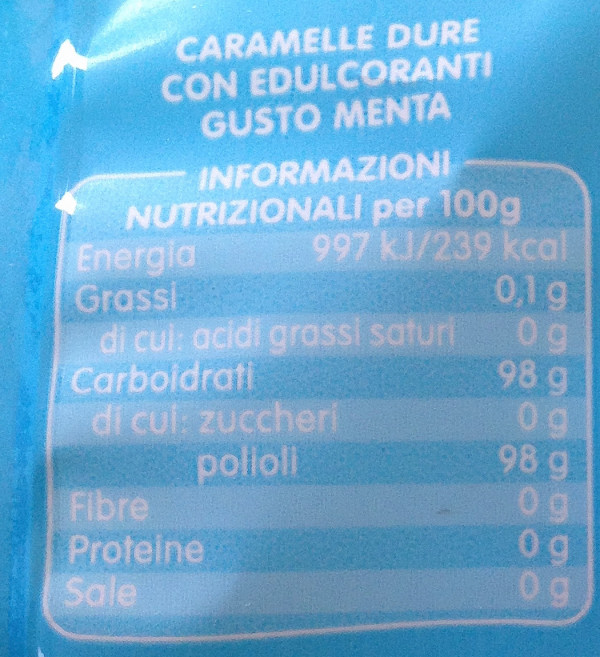 CARAMELLE DURE
CON EDULCORANTI
GUSTO MENTA
INFORMAZIONI
NUTRIZIONALI per 100g
Energia 997 kJ/239 kcal
Grassi 0,1 g
di cui: acidi grassi saturi 0 g
Carboidrati 98 g
di cui: zuccheri 0 g
polioli 98 g
Fibre 0 g
Proteine 0 g
Sale 0 g